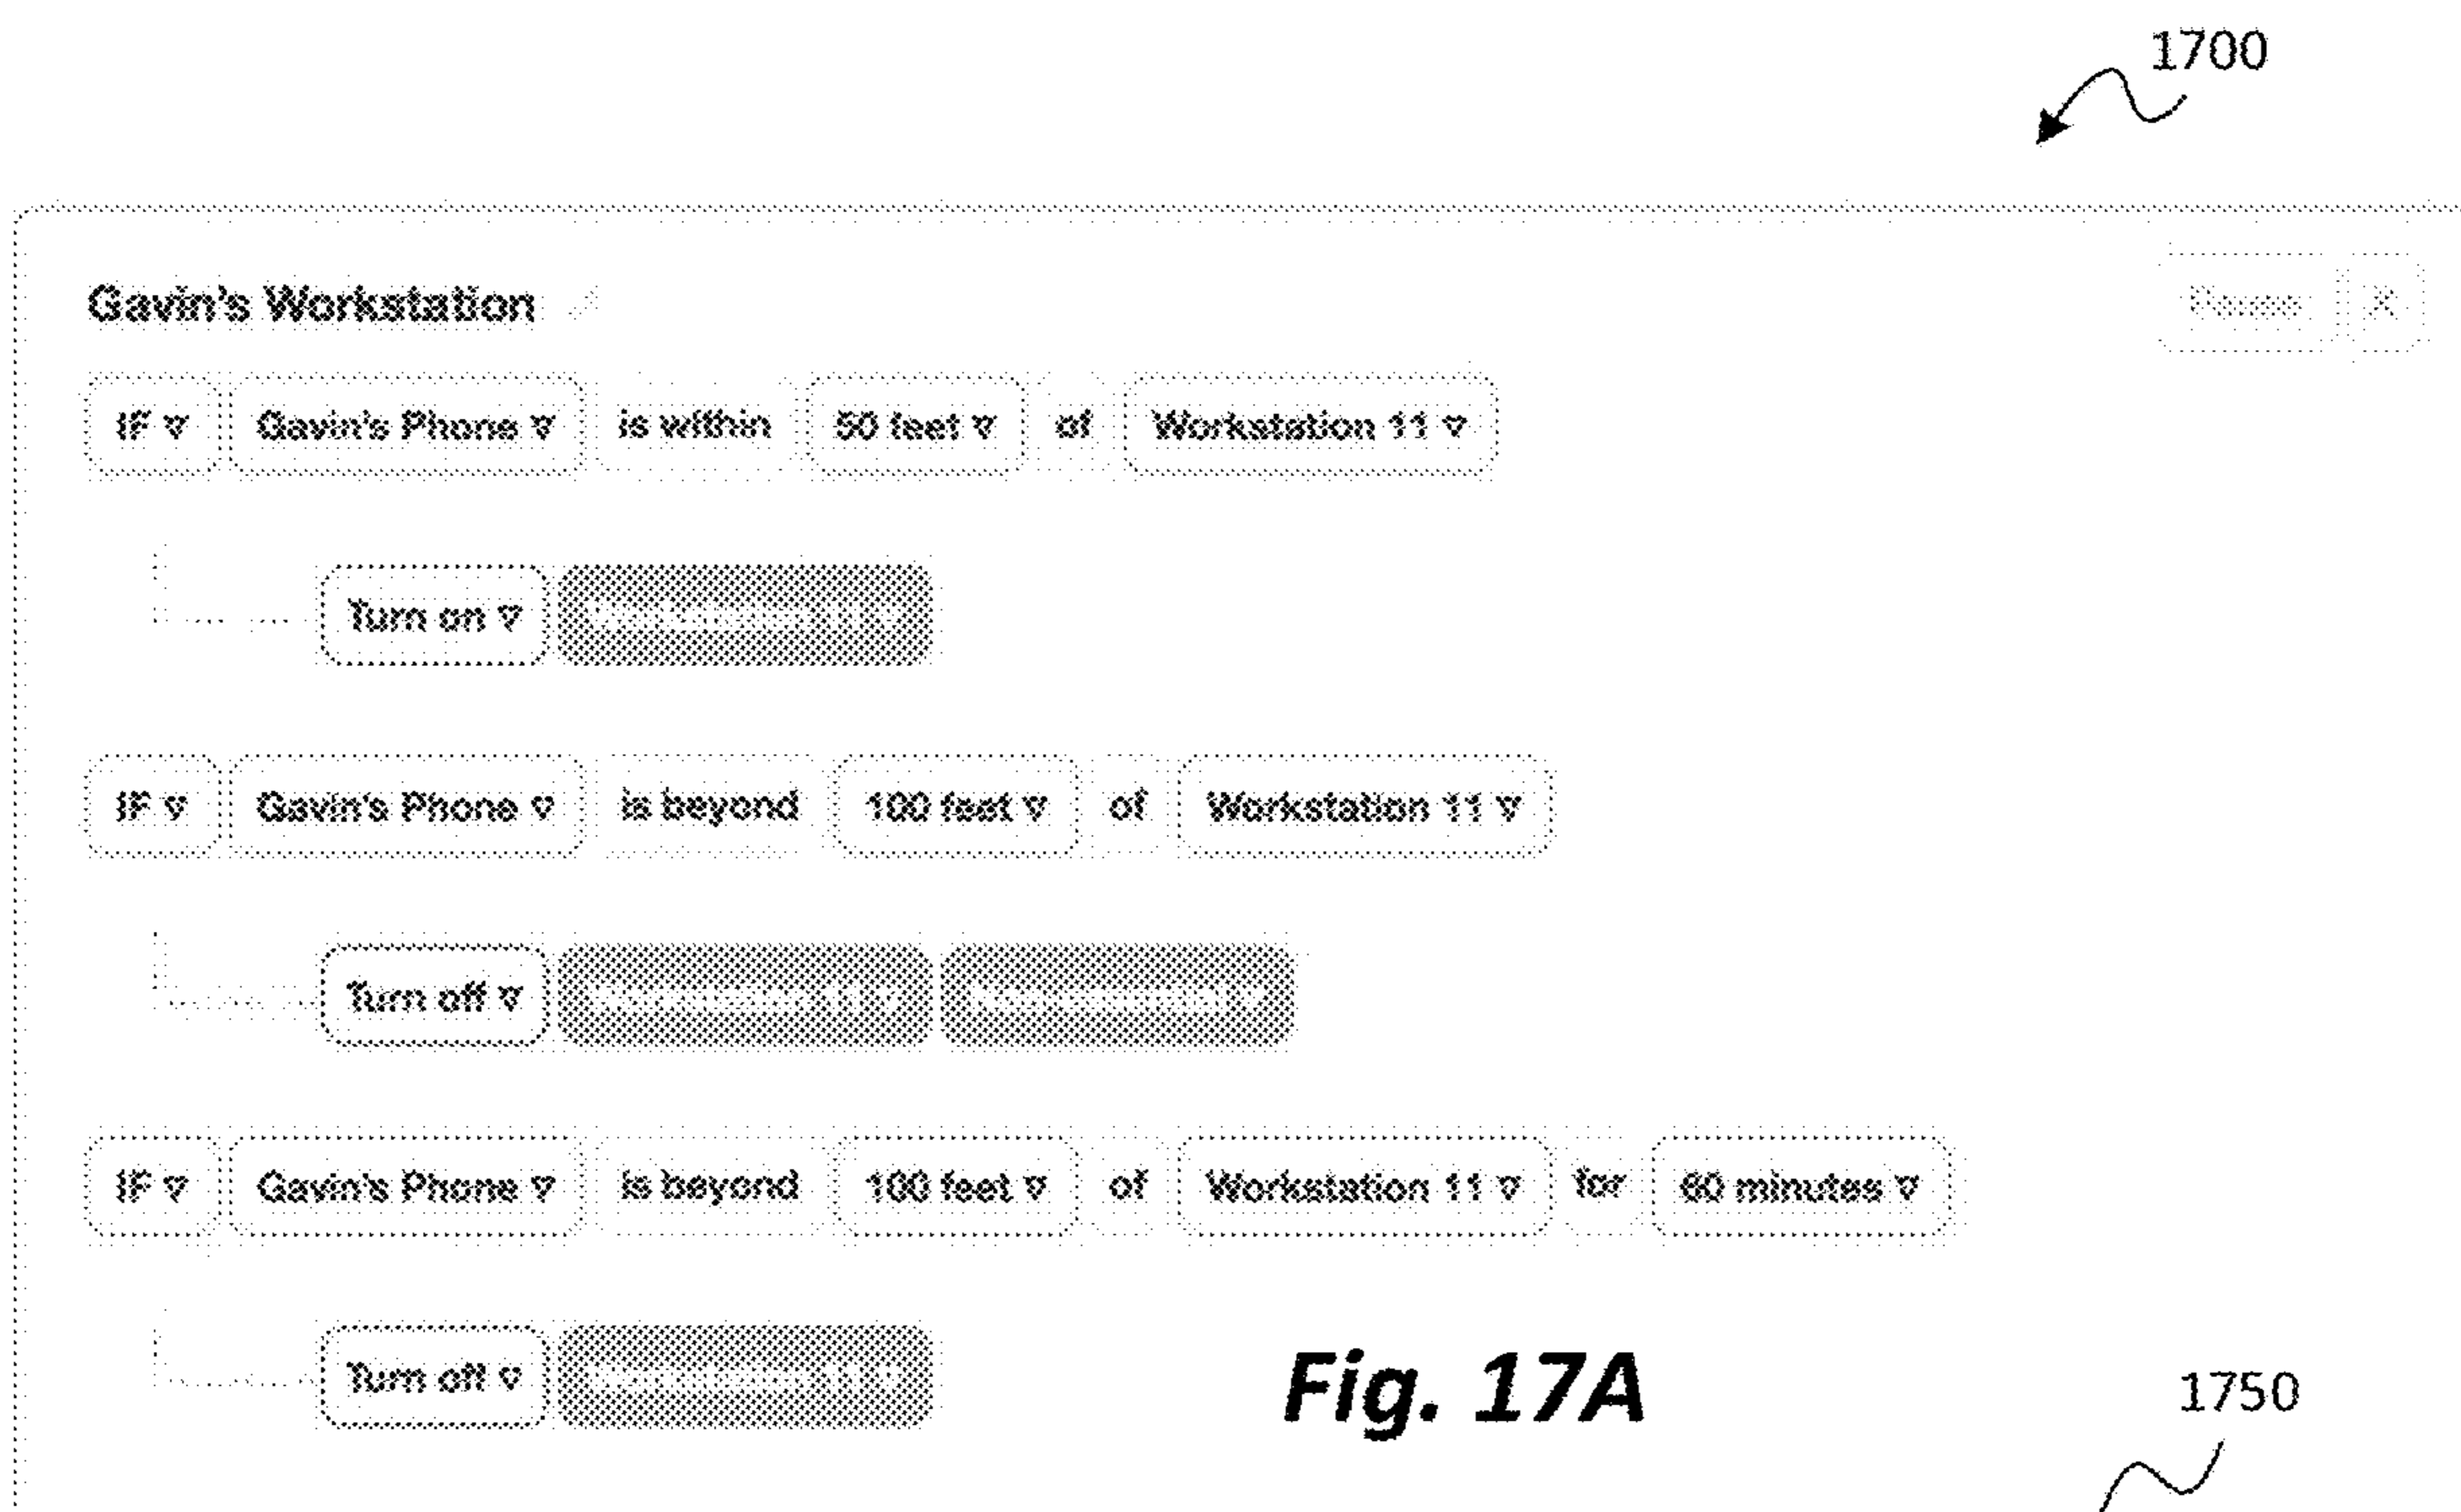 1700
Gavin's Workstation
IF ▽ Gavin's Phone ▽ is within 50 feet ▽ of Workstation 11 ▽
Turn on ▽
IF ▽ Gavin's Phone ▽ is beyond 100 feet ▽ of Workstation 11 ▽
Turn off ▽
IF ▽ Gavin's Phone ▽ is beyond 100 feet ▽ of Workstation 11 ▽ for 60 minutes ▽
Turn off ▽
Fig. 17A
1750